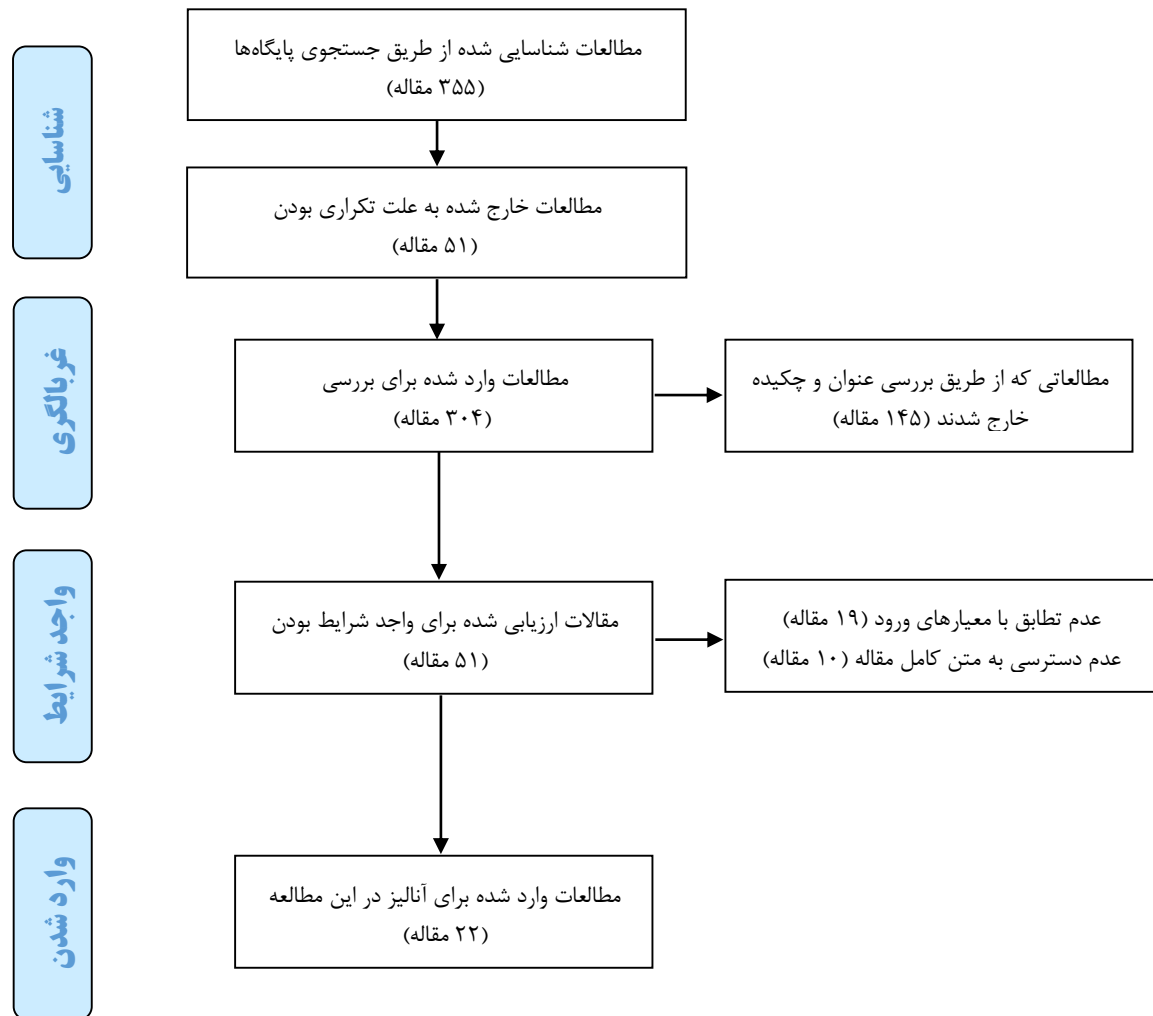 شناسایی
مطالعات شناسایی شده از طریق جستجوی پایگاه‌ها
(۳۵۵ مقاله)
مطالعات خارج شده به علت تکراری بودن
(۵۱ مقاله)
غربالگری
مطالعات وارد شده برای بررسی
(۳۰۴ مقاله)
مطالعاتی که از طریق بررسی عنوان و چکیده
خارج شدند (۱۴۵ مقاله)
واجد شرایط
مقالات ارزیابی شده برای واجد شرایط بودن
(۵۱ مقاله)
عدم تطابق با معیارهای ورود (۱۹ مقاله)
عدم دسترسی به متن کامل مقاله (۱۰ مقاله)
وارد شدن
مطالعات وارد شده برای آنالیز در این مطالعه
(۲۲ مقاله)